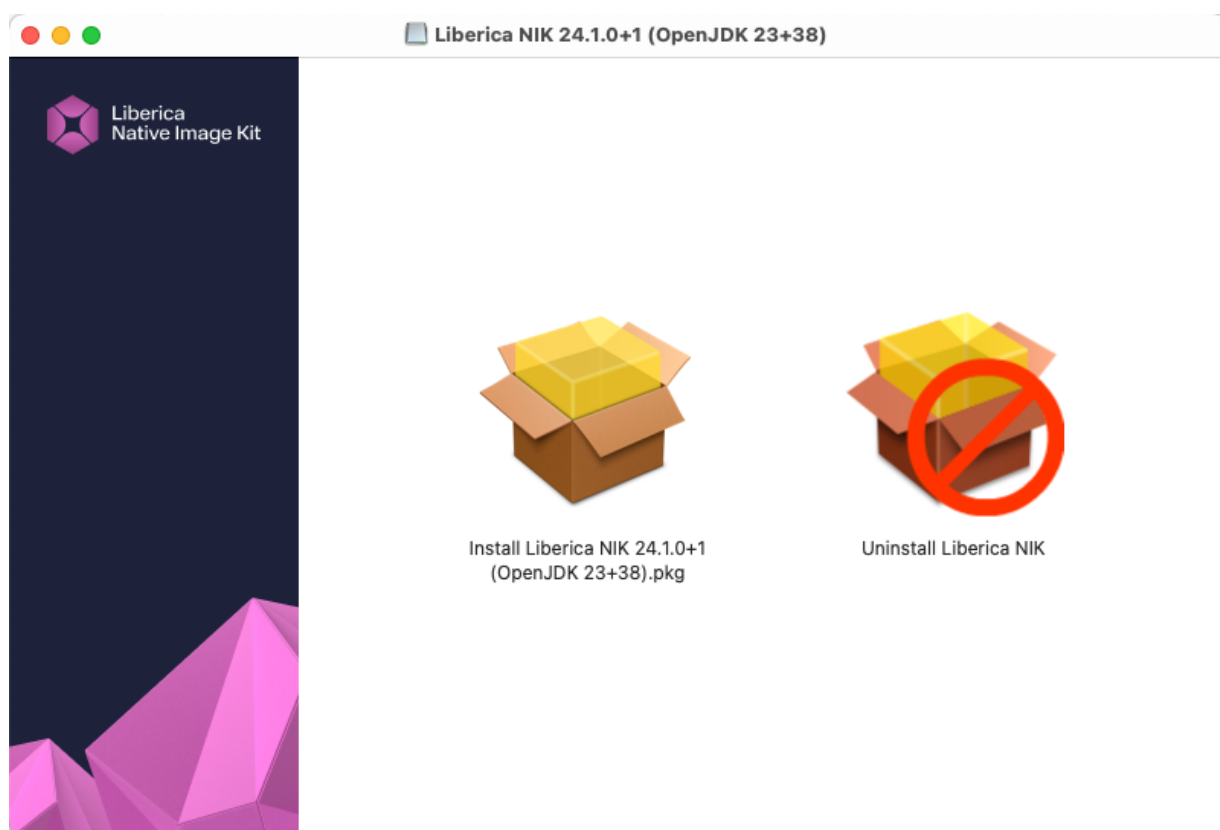 Liberica NIK 24.1.0+1 (OpenJDK 23+38)
Liberica
Native Image Kit
Install Liberica NIK 24.1.0+1
(OpenJDK 23+38).pkg
Uninstall Liberica NIK